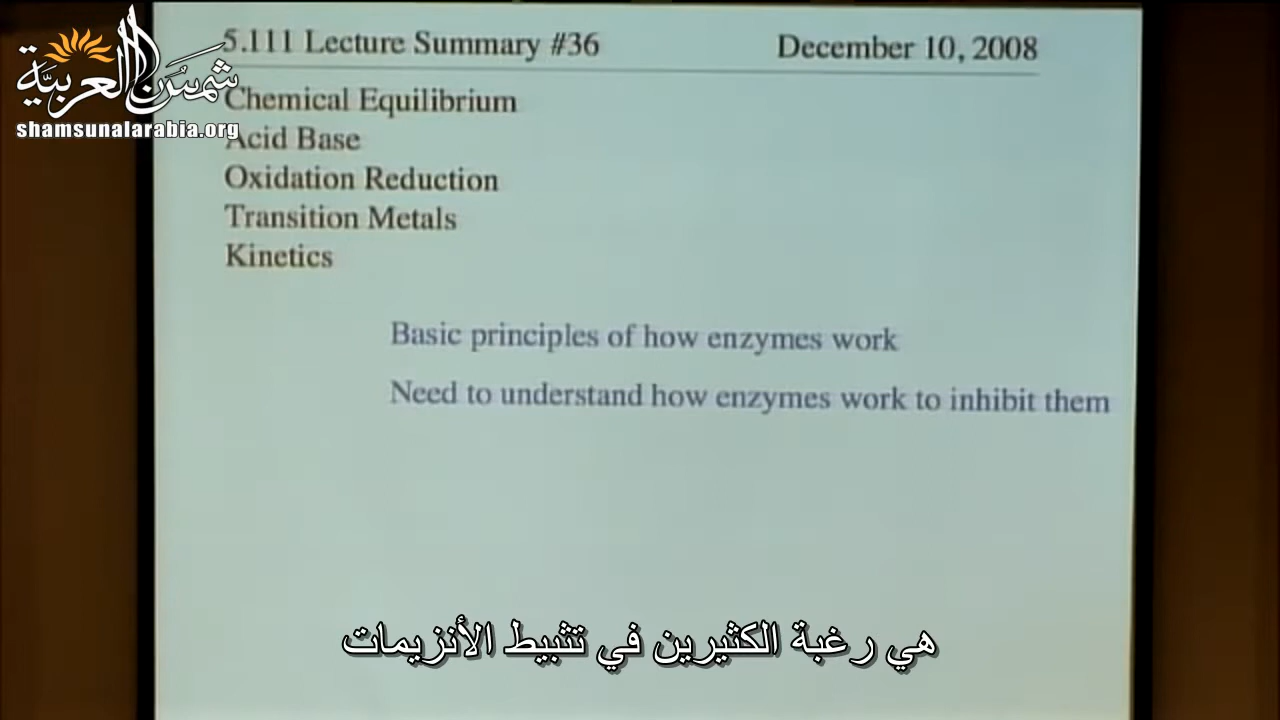 شمس العربية
shamsunalarabia.org
5.111 Lecture Summary #36
December 10, 2008
Chemical Equilibrium
Acid Base
Oxidation Reduction
Transition Metals
Kinetics
Basic principles of how enzymes work
Need to understand how enzymes work to inhibit them
هي رغبة الكثيرين في تثبيط الأنزيمات